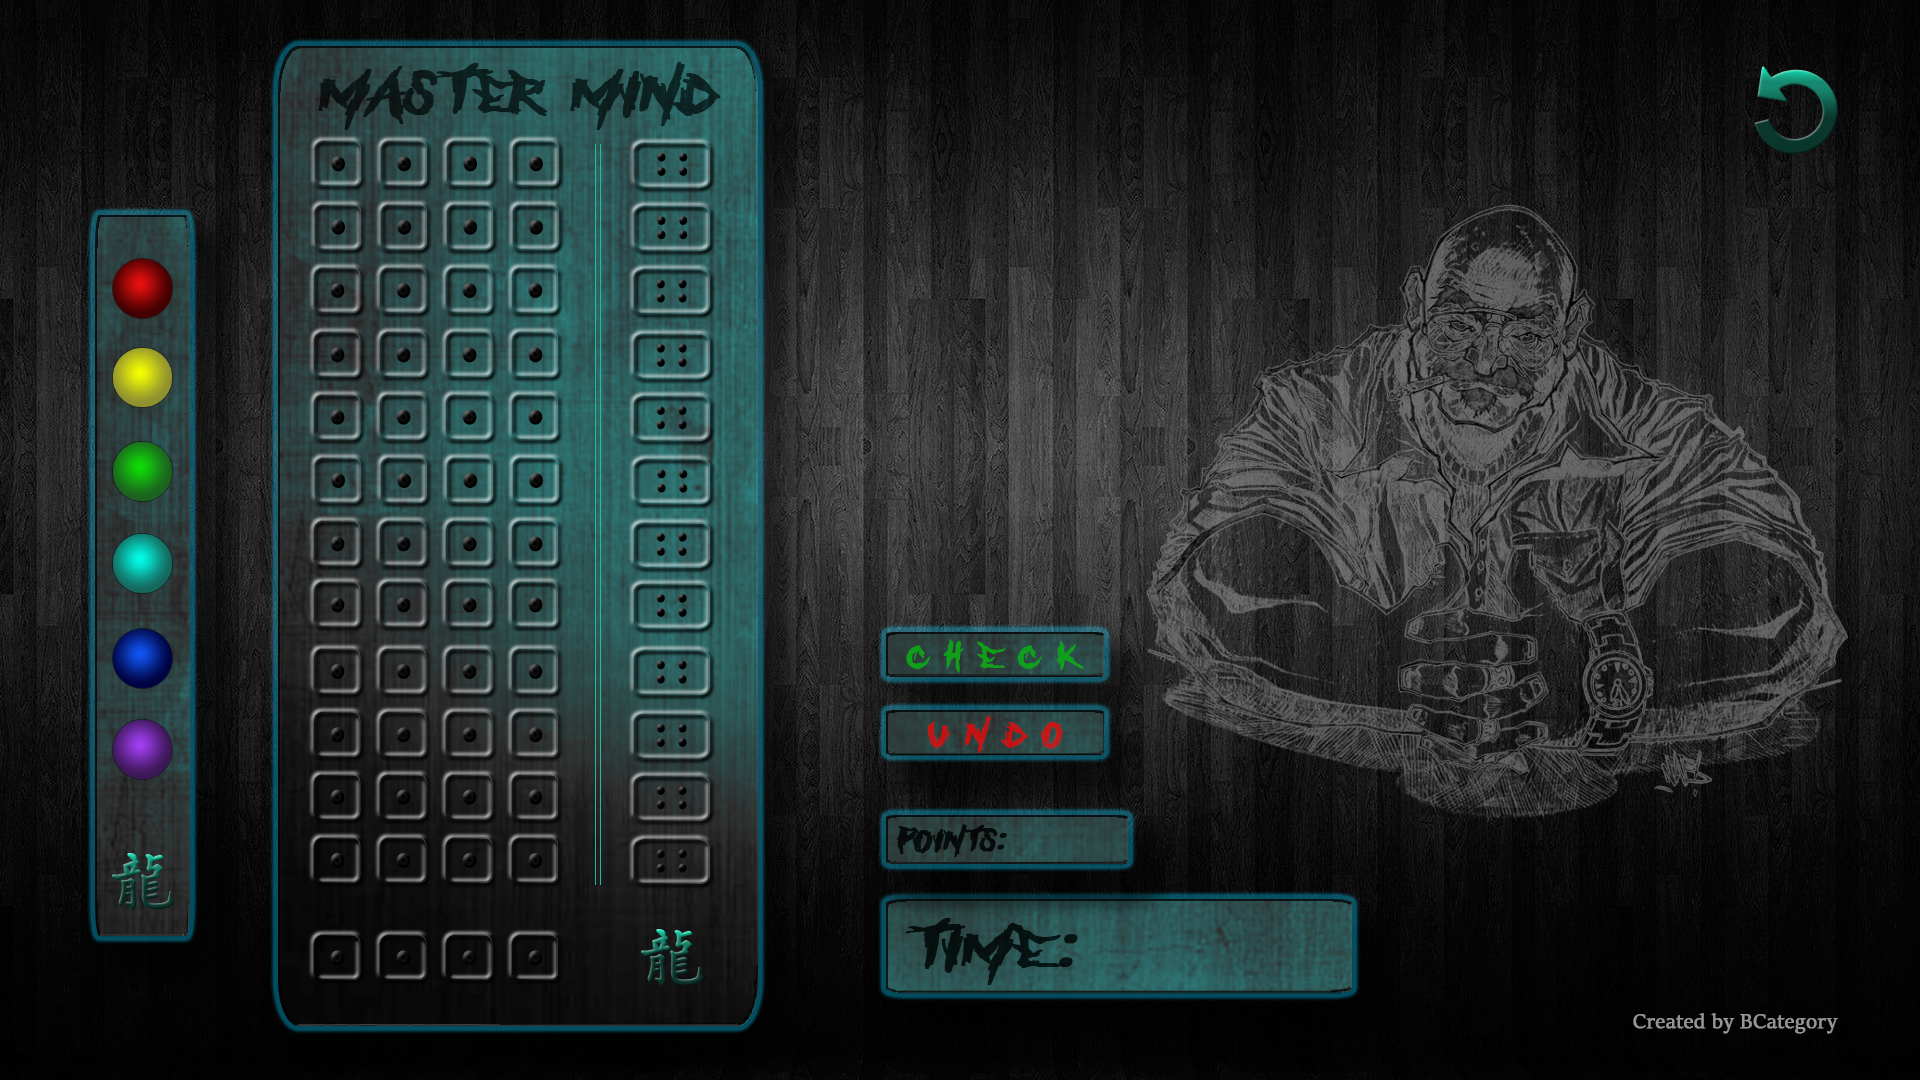 MASTER MIND
CHECK
UNDO
POINTS:
龍
TIME:
龍
Created by BCategory